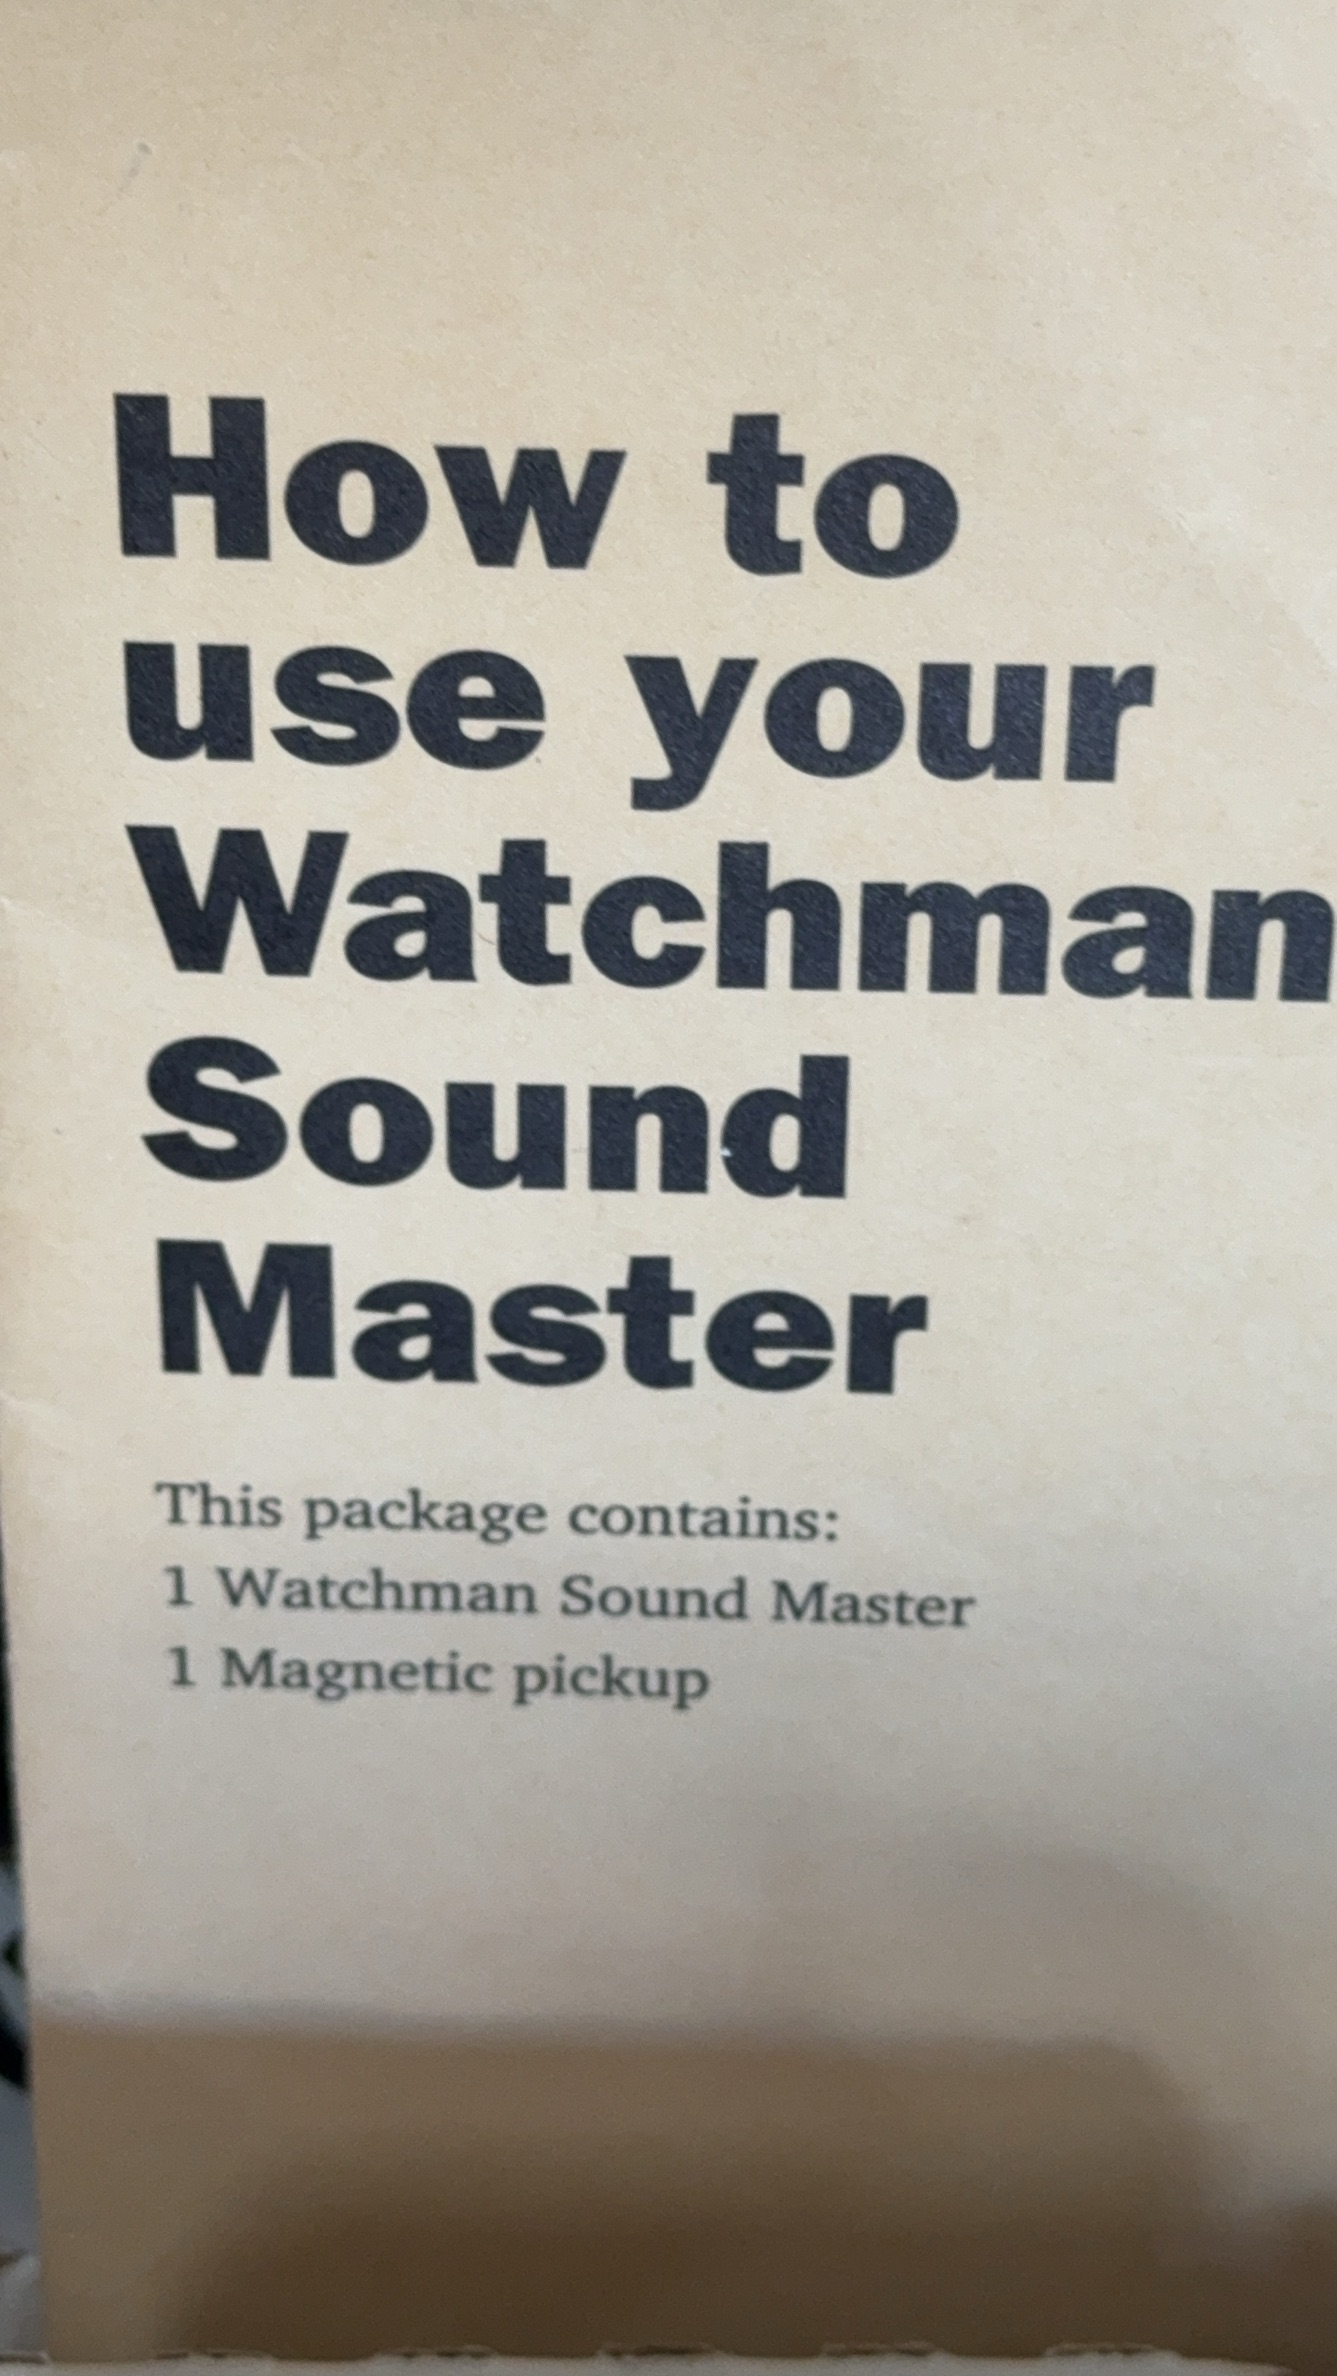 How to
use your
Watchman
Sound
Master
This package contains:
1 Watchman Sound Master
1 Magnetic pickup